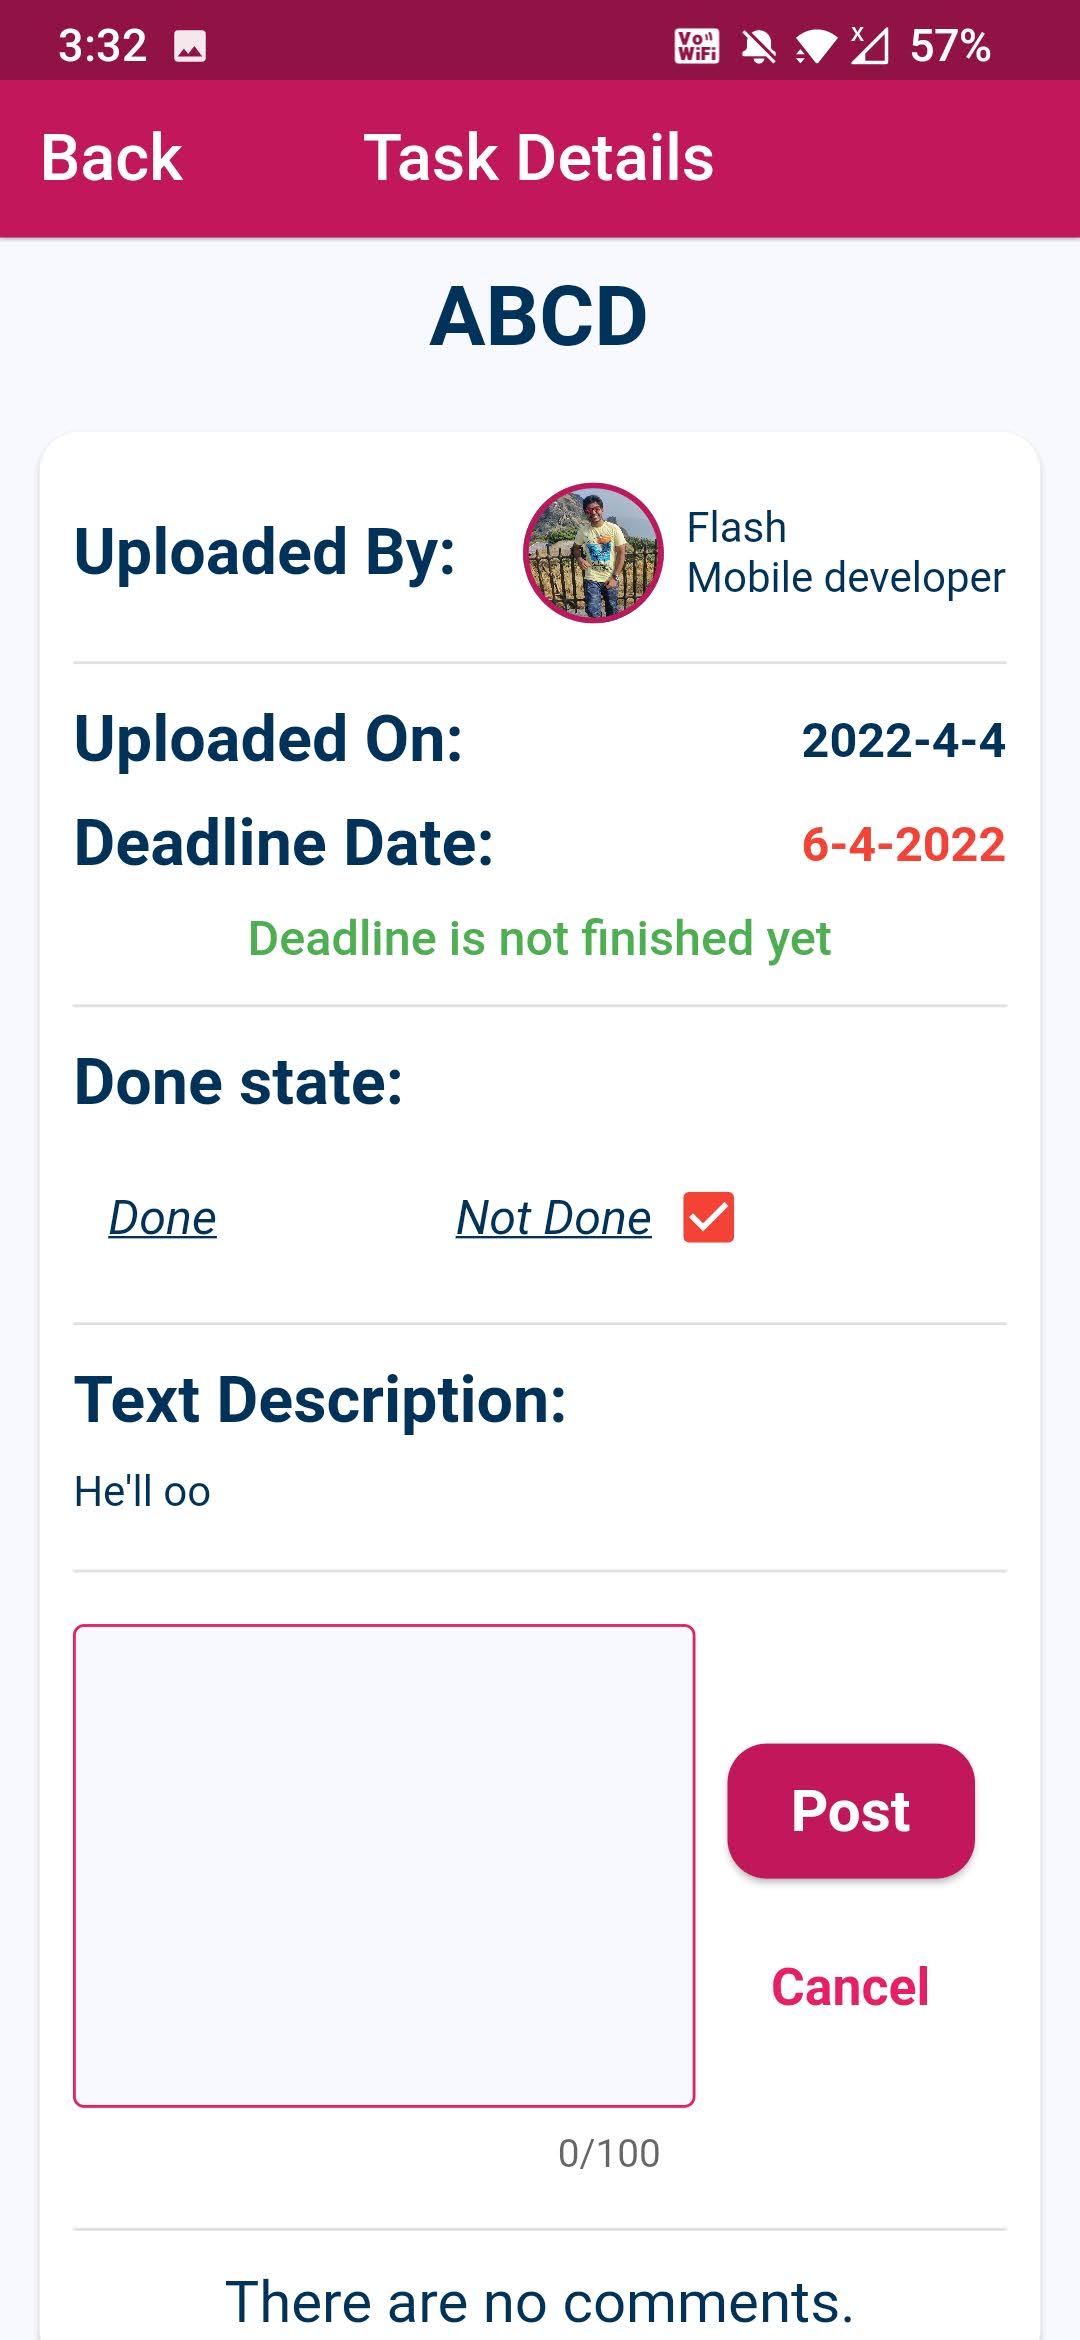 3:32 Vo WiFi 57%
Back Task Details
ABCD
Uploaded By:
Flash
Mobile developer
Uploaded On: 2022-4-4
Deadline Date: 6-4-2022
Deadline is not finished yet
Done state:
Done Not Done
Text Description:
He'll oo
Post
Cancel
0/100
There are no comments.